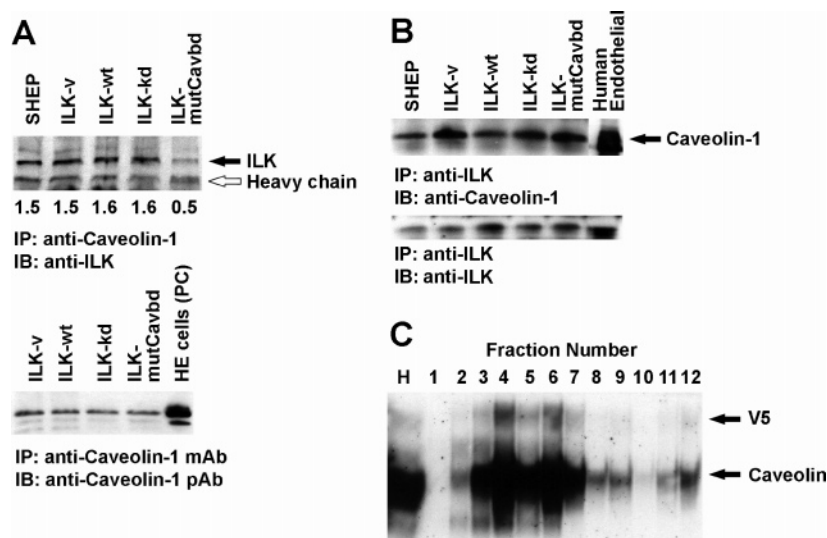 A
SHEP
ILK-v
ILK-wt
ILK-kd
ILK-
mutCavbd
ILK
Heavy chain
1.5 1.5 1.6 1.6 0.5
IP: anti-Caveolin-1
IB: anti-ILK
ILK-v
ILK-wt
ILK-kd
ILK-
mutCavbd
HE cells (PC)
IP: anti-Caveolin-1 mAb
IB: anti-Caveolin-1 pAb
B
SHEP
ILK-v
ILK-wt
ILK-kd
ILK-
mutCavbd
Human
Endothelial
Caveolin-1
IP: anti-ILK
IB: anti-Caveolin-1
IP: anti-ILK
IB: anti-ILK
C
Fraction Number
H 1 2 3 4 5 6 7 8 9 10 11 12
V5
Caveolin